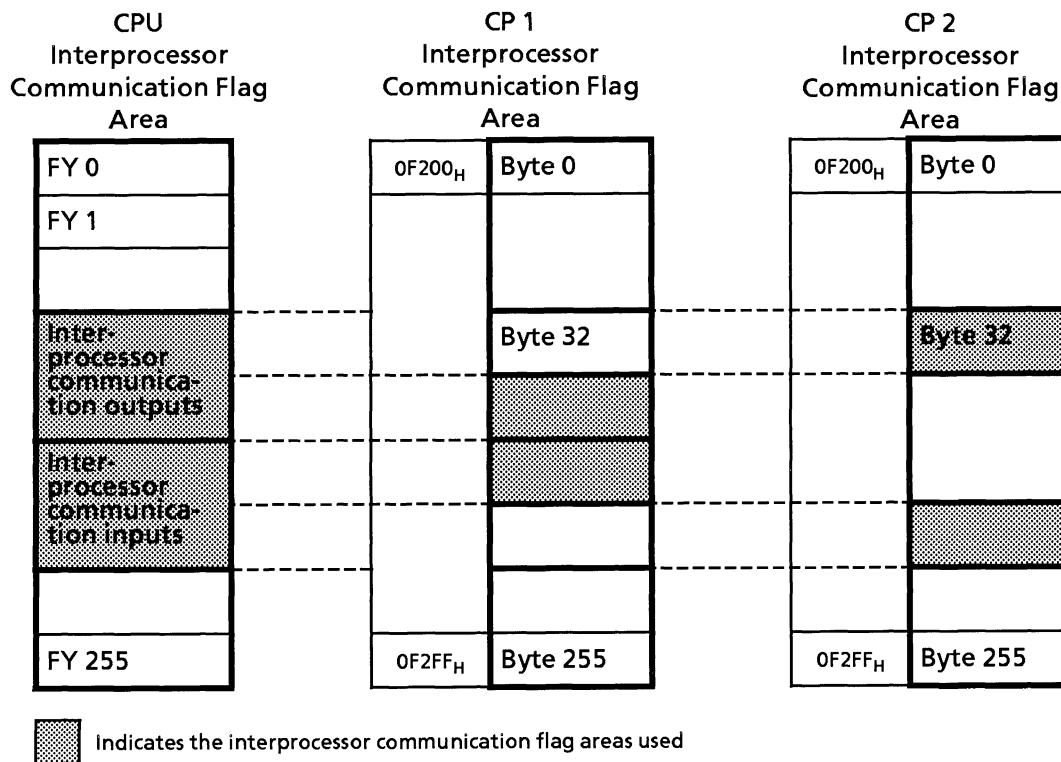 CPU
Interprocessor
Communication Flag
Area
CP 1
Interprocessor
Communication Flag
Area
CP 2
Interprocessor
Communication Flag
Area
FY 0
FY 1
Inter-
processor
communica-
tion outputs
Inter-
processor
communica-
tion inputs
FY 255
0F200H
Byte 0
Byte 32
0F2FFH
Byte 255
0F200H
Byte 0
Byte 32
0F2FFH
Byte 255
Indicates the interprocessor communication flag areas used